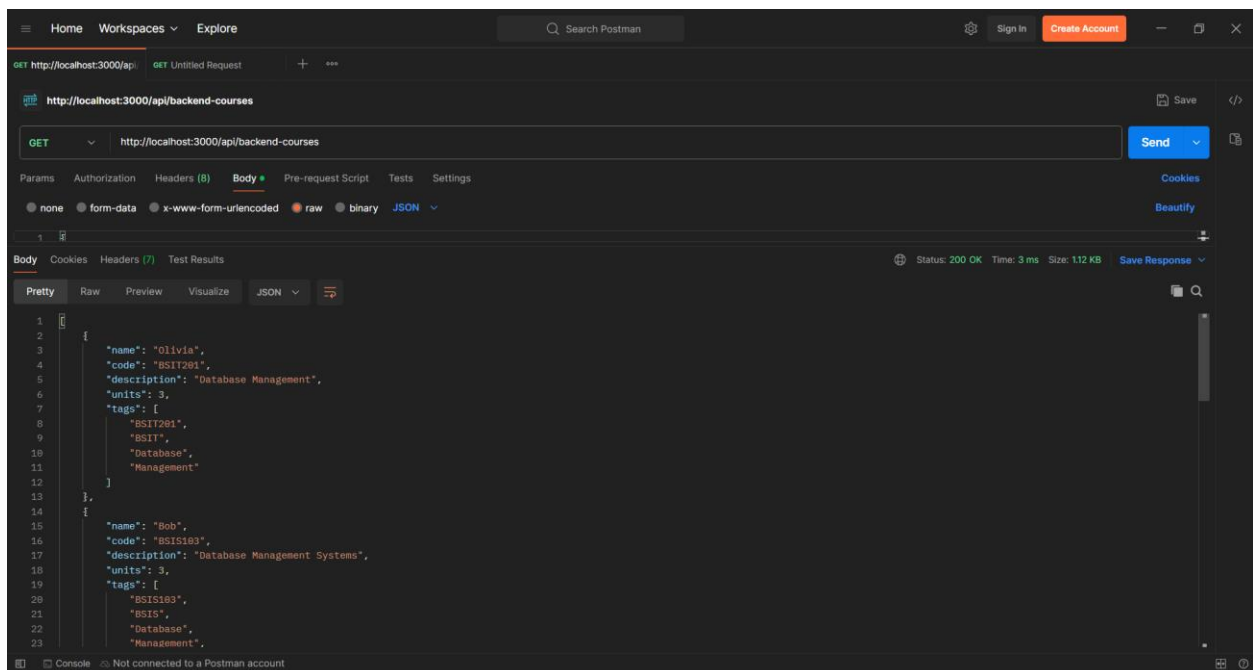 Home Workspaces Explore Search Postman Sign In Create Account
GET http://localhost:3000/api GET Untitled Request
HTTP http://localhost:3000/api/backend-courses Save
GET http://localhost:3000/api/backend-courses Send
Params Authorization Headers (8) Body Pre-request Script Tests Settings Cookies
none form-data x-www-form-urlencoded raw binary JSON Beautify
1
Body Cookies Headers (7) Test Results Status: 200 OK Time: 3 ms Size: 1.12 KB Save Response
Pretty Raw Preview Visualize JSON
1 [
2 {
3 "name": "Olivia",
4 "code": "BSIT201",
5 "description": "Database Management",
6 "units": 3,
7 "tags": [
8 "BSIT201",
9 "BSIT",
10 "Database",
11 "Management"
12 ]
13 },
14 {
15 "name": "Bob",
16 "code": "BSIS103",
17 "description": "Database Management Systems",
18 "units": 3,
19 "tags": [
20 "BSIS103",
21 "BSIS",
22 "Database",
23 "Management",
Console Not connected to a Postman account